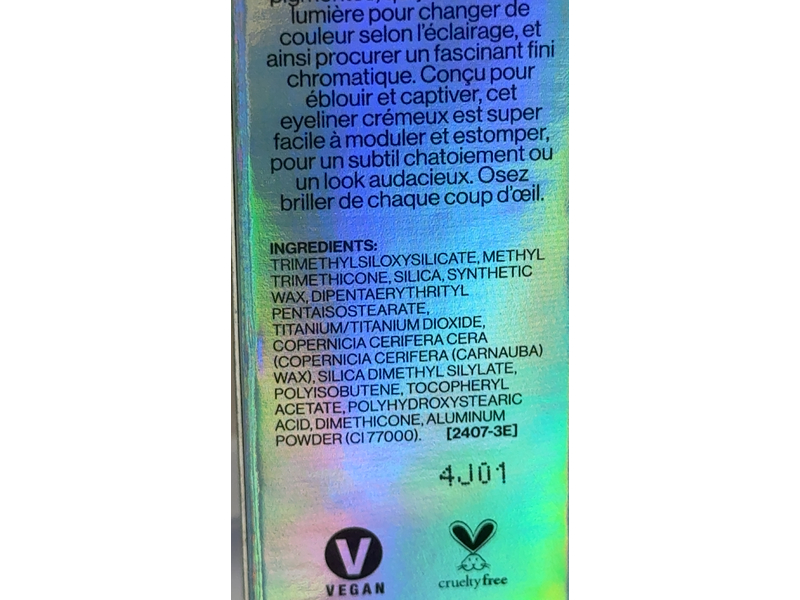 lumière pour changer de
couleur selon l'éclairage, et
ainsi procurer un fascinant fini
chromatique. Conçu pour
éblouir et captiver, cet
eyeliner crémeux est super
facile à moduler et estomper,
pour un subtil chatoiement ou
un look audacieux. Osez
briller de chaque coup d'œil.
INGREDIENTS:
TRIMETHYLSILOXYSILICATE, METHYL
TRIMETHICONE, SILICA, SYNTHETIC
WAX, DIPENTAERYTHRITYL
PENTAISOSTEARATE,
TITANIUM/TITANIUM DIOXIDE,
COPERNICIA CERIFERA CERA
(COPERNICIA CERIFERA (CARNAUBA)
WAX), SILICA DIMETHYL SILYLATE,
POLYISOBUTENE, TOCOPHERYL
ACETATE, POLYHYDROXYSTEARIC
ACID, DIMETHICONE, ALUMINUM
POWDER (CI 77000). [2407-3E]
4J01
V
VEGAN
crueltyfree